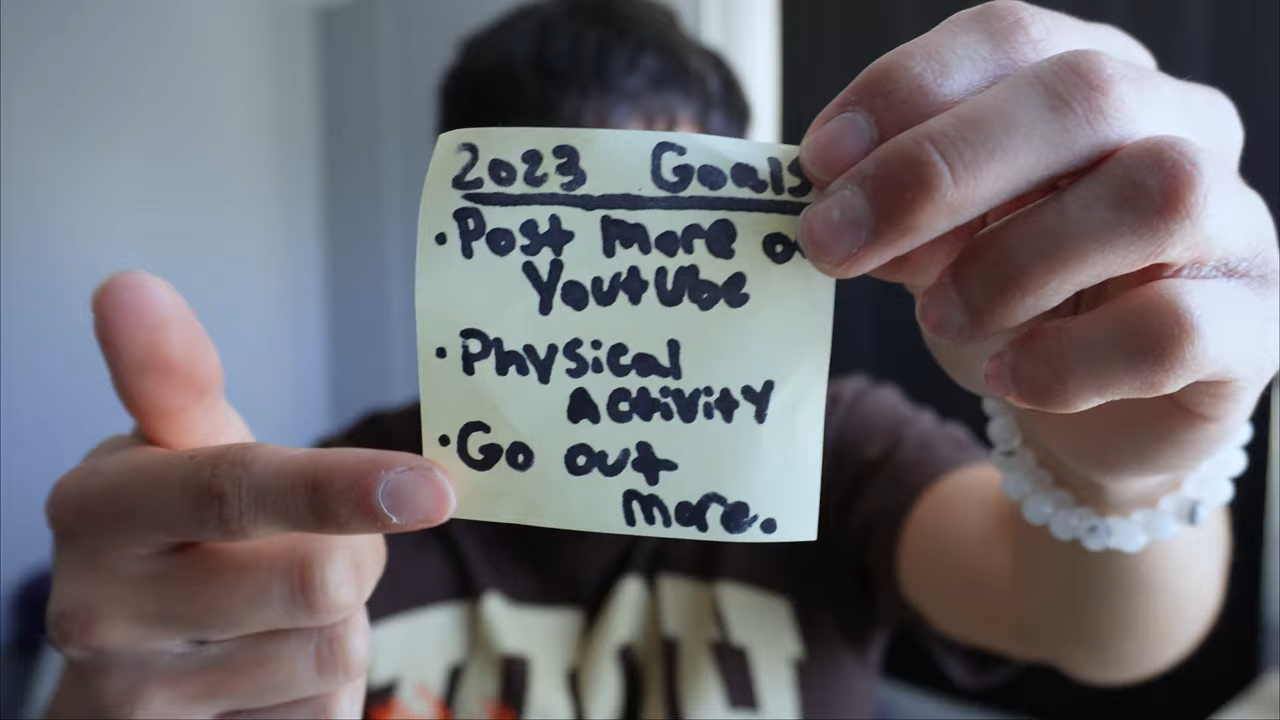 2023 Goals
• Post more o
Youtube
• Physical
Activity
• Go out
more.